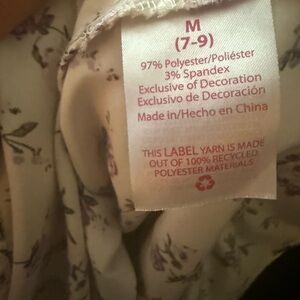 M
(7-9)
97% Polyester/Poliéster
3% Spandex
Exclusive of Decoration
Exclusivo de Decoración
Made in/Hecho en China
THIS LABEL YARN IS MADE
OUT OF 100% RECYCLED
POLYESTER MATERIALS